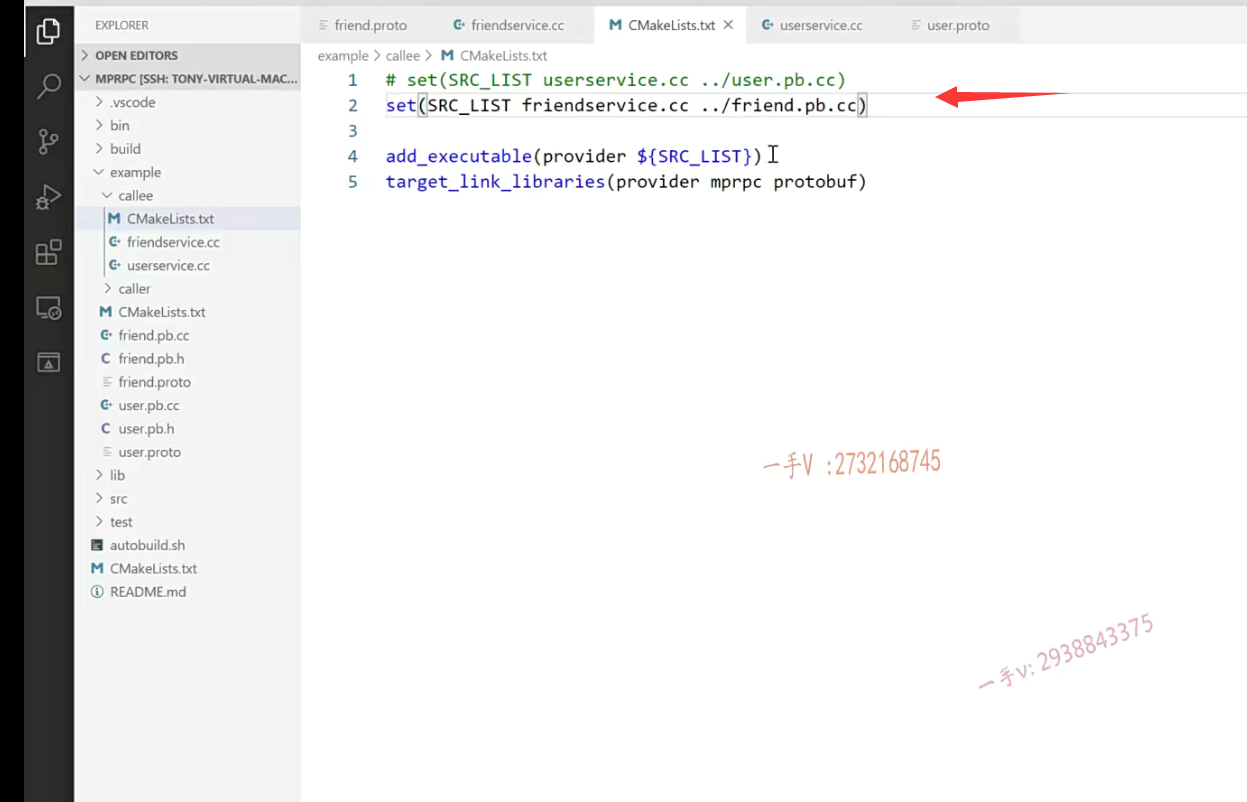 EXPLORER
OPEN EDITORS
MPRPC [SSH: TONY-VIRTUAL-MAC...
.vscode
bin
build
example
callee
CMakeLists.txt
friendservice.cc
userservice.cc
caller
CMakeLists.txt
friend.pb.cc
friend.pb.h
friend.proto
user.pb.cc
user.pb.h
user.proto
lib
src
test
autobuild.sh
CMakeLists.txt
README.md
friend.proto friendservice.cc CMakeLists.txt userservice.cc user.proto
example > callee > CMakeLists.txt
1 # set(SRC_LIST userservice.cc ../user.pb.cc)
2 set(SRC_LIST friendservice.cc ../friend.pb.cc)
3
4 add_executable(provider ${SRC_LIST})
5 target_link_libraries(provider mprpc protobuf)
一手V :2732168745
一手v: 2938843375